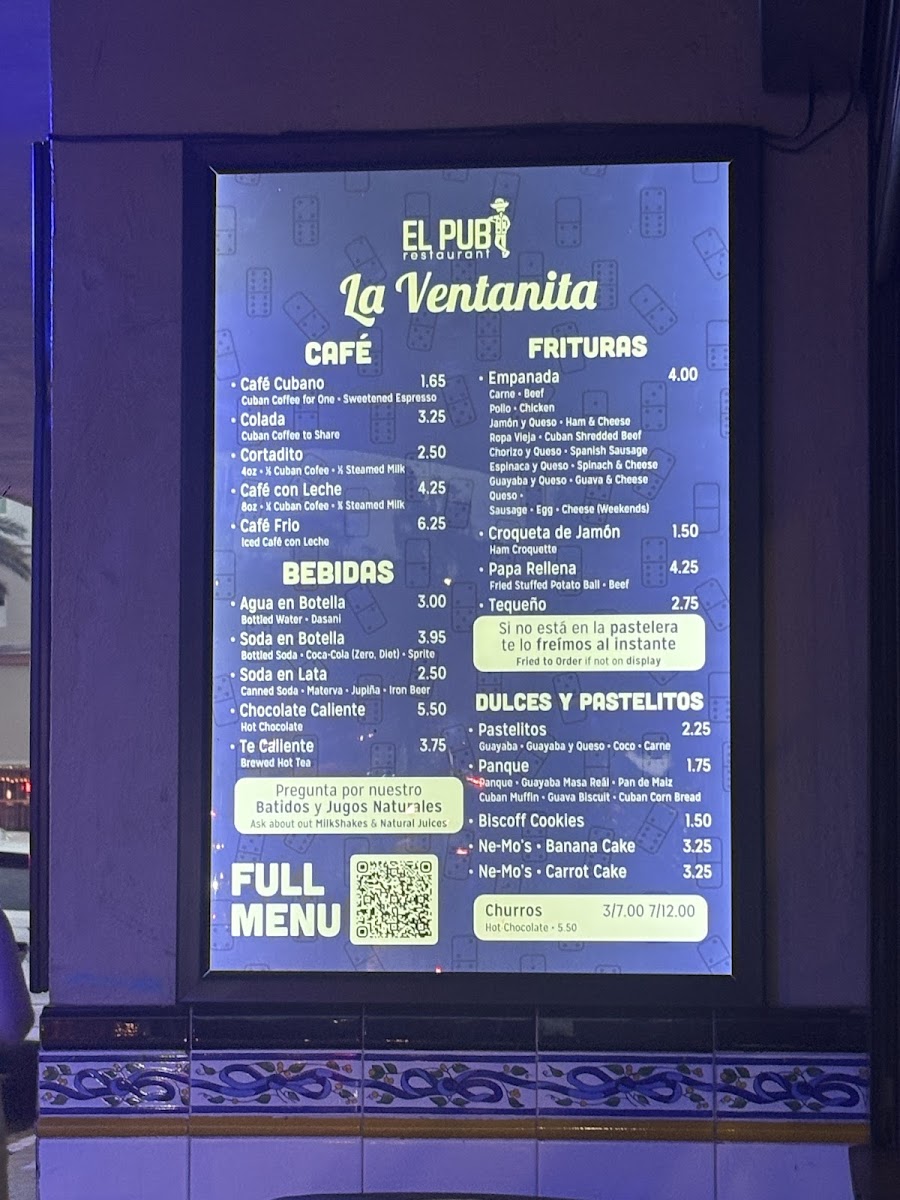 EL PUB
restaurant
La Ventanita
CAFÉ
• Café Cubano 1.65
Cuban Coffee for One • Sweetened Espresso
• Colada 3.25
Cuban Coffee to Share
• Cortadito 2.50
4oz • ½ Cuban Cofee • ½ Steamed Milk
• Café con Leche 4.25
8oz • ¼ Cuban Cofee • ¾ Steamed Milk
• Café Frio 6.25
Iced Café con Leche
BEBIDAS
• Agua en Botella 3.00
Bottled Water • Dasani
• Soda en Botella 3.95
Bottled Soda • Coca-Cola (Zero, Diet) • Sprite
• Soda en Lata 2.50
Canned Soda • Materva • Jupiña • Iron Beer
• Chocolate Caliente 5.50
Hot Chocolate
• Te Caliente 3.75
Brewed Hot Tea
Pregunta por nuestro
Batidos y Jugos Naturales
Ask about out MilkShakes & Natural Juices
FULL
MENU
FRITURAS
• Empanada 4.00
Carne • Beef
Pollo • Chicken
Jamón y Queso • Ham & Cheese
Ropa Vieja • Cuban Shredded Beef
Chorizo y Queso • Spanish Sausage
Espinaca y Queso • Spinach & Cheese
Guayaba y Queso • Guava & Cheese
Queso •
Sausage • Egg • Cheese (Weekends)
• Croqueta de Jamón 1.50
Ham Croquette
• Papa Rellena 4.25
Fried Stuffed Potato Ball • Beef
• Tequeño 2.75
Si no está en la pastelera
te lo freímos al instante
Fried to Order if not on display
DULCES Y PASTELITOS
• Pastelitos 2.25
Guayaba • Guayaba y Queso • Coco • Carne
• Panque 1.75
Panque • Guayaba Masa Reál • Pan de Maiz
Cuban Muffin • Guava Biscuit • Cuban Corn Bread
• Biscoff Cookies 1.50
• Ne-Mo's • Banana Cake 3.25
• Ne-Mo's • Carrot Cake 3.25
Churros 3/7.00 7/12.00
Hot Chocolate • 5.50